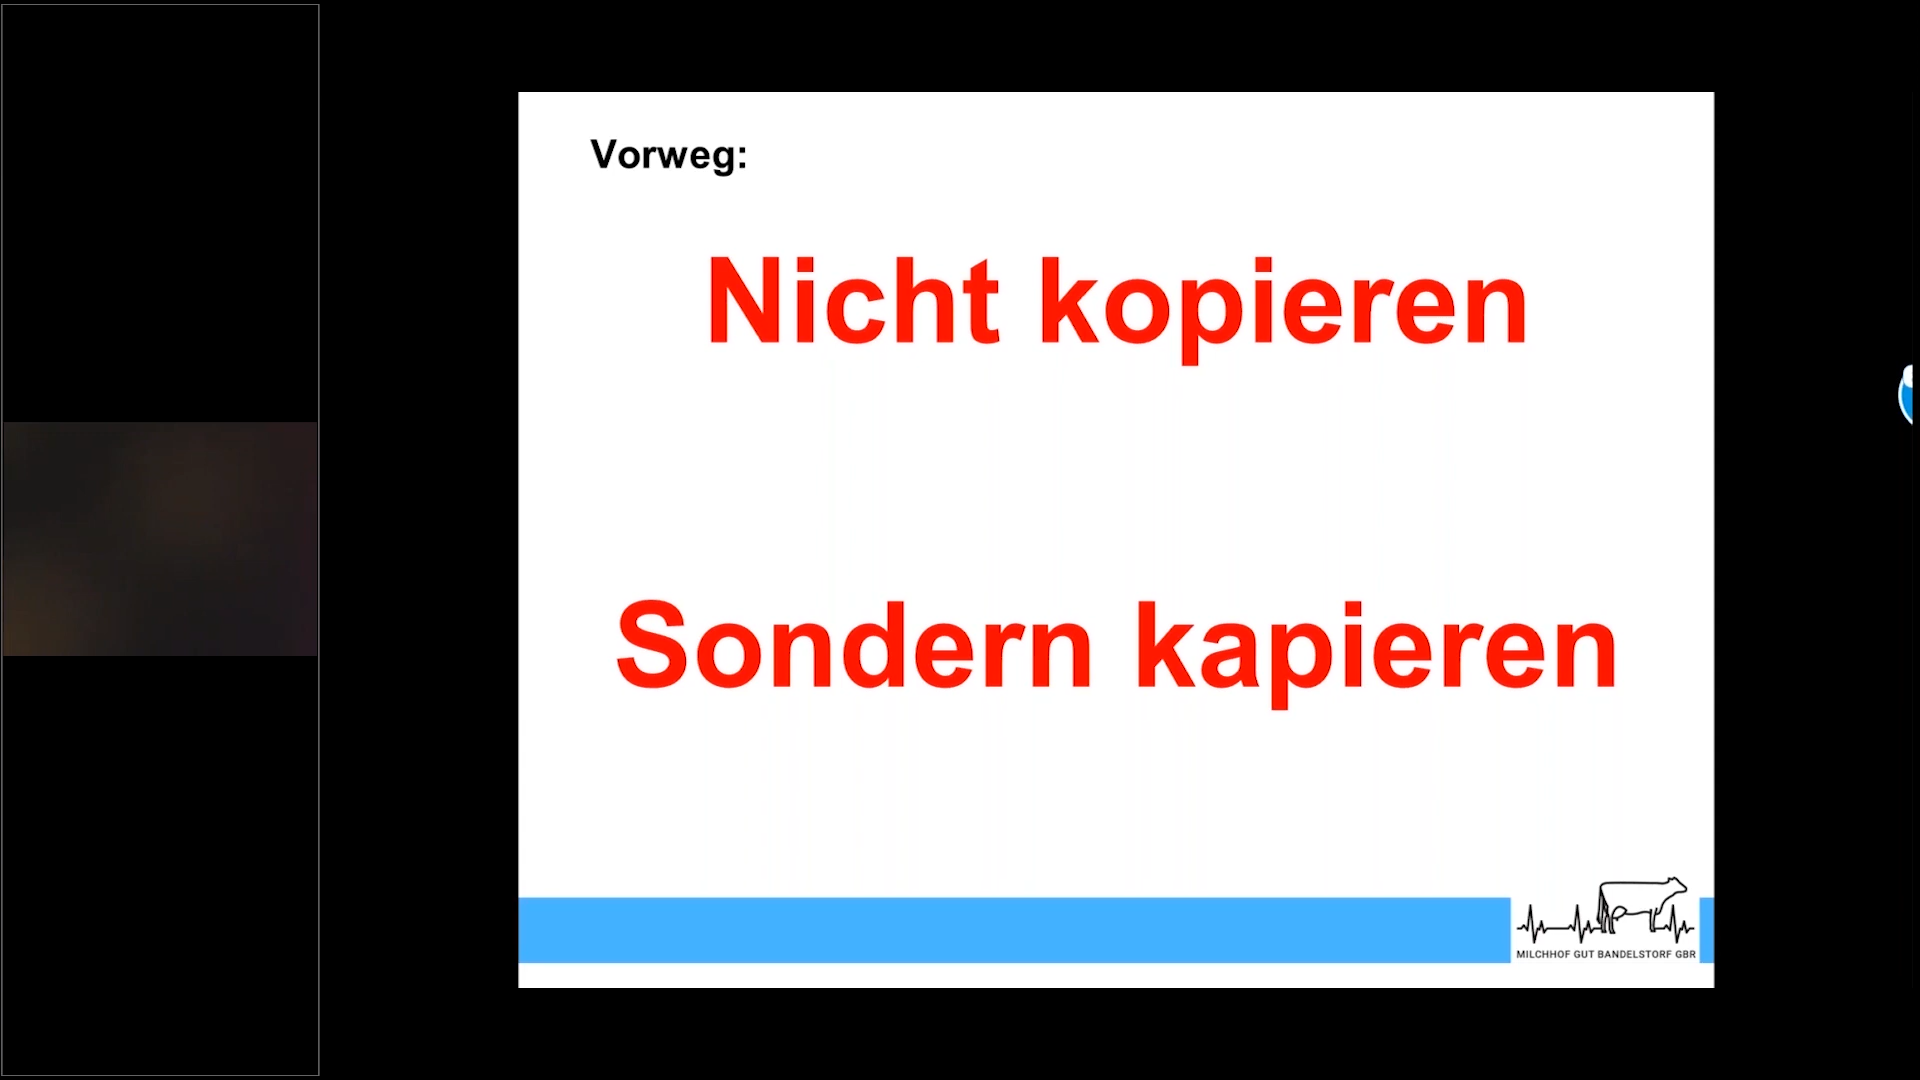 Vorweg:
Nicht kopieren
Sondern kapieren
MILCHHOF GUT BANDELSTORF GBR